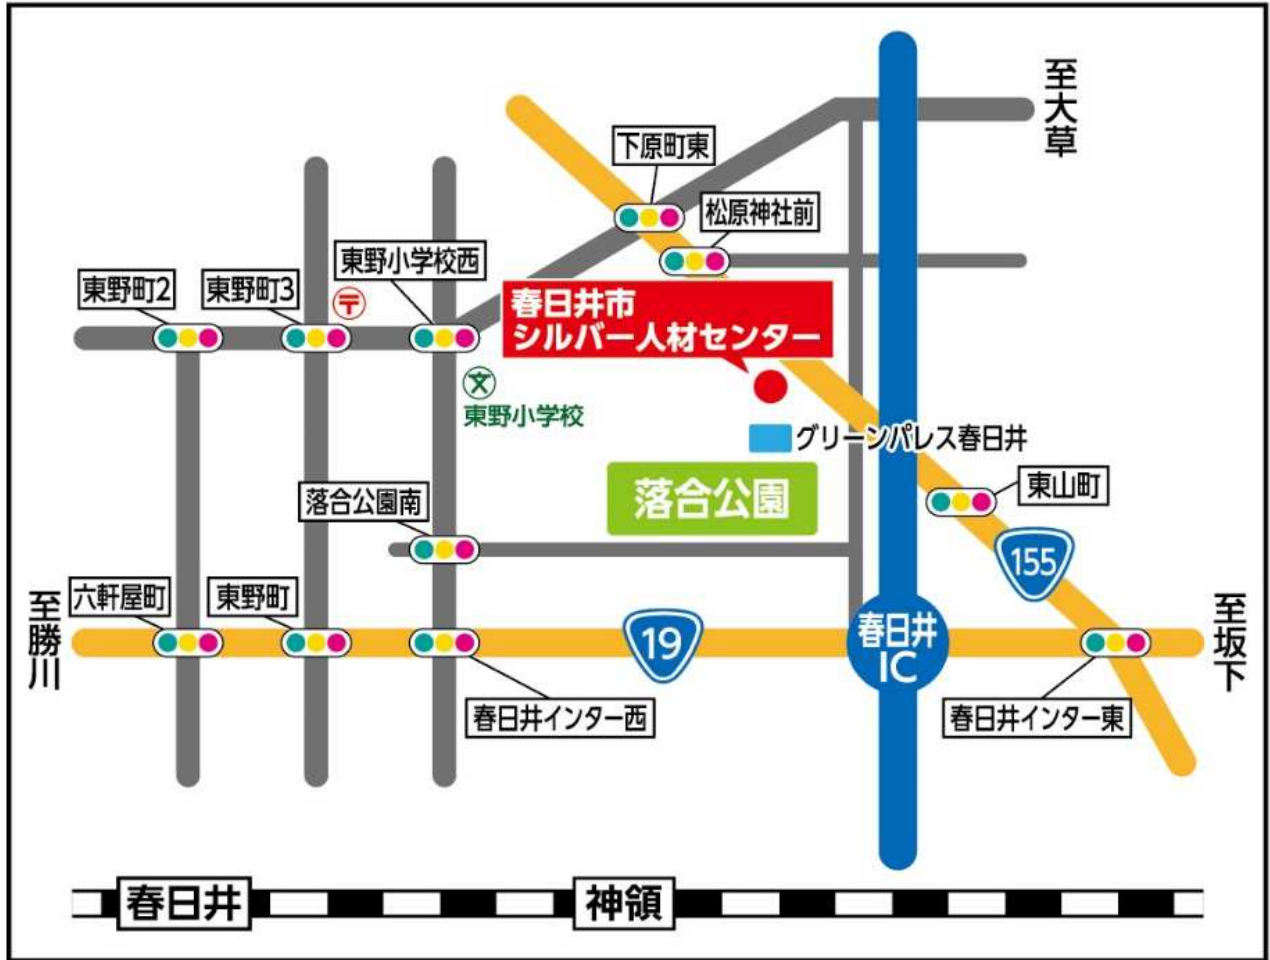 至大草
下原町東
松原神社前
東野小学校西
東野町2
東野町3
〒
春日井市
シルバー人材センター
文
東野小学校
グリーンパレス春日井
落合公園
東山町
落合公園南
155
六軒屋町
東野町
至勝川
19
春日井
IC
至坂下
春日井インター西
春日井インター東
春日井
神領